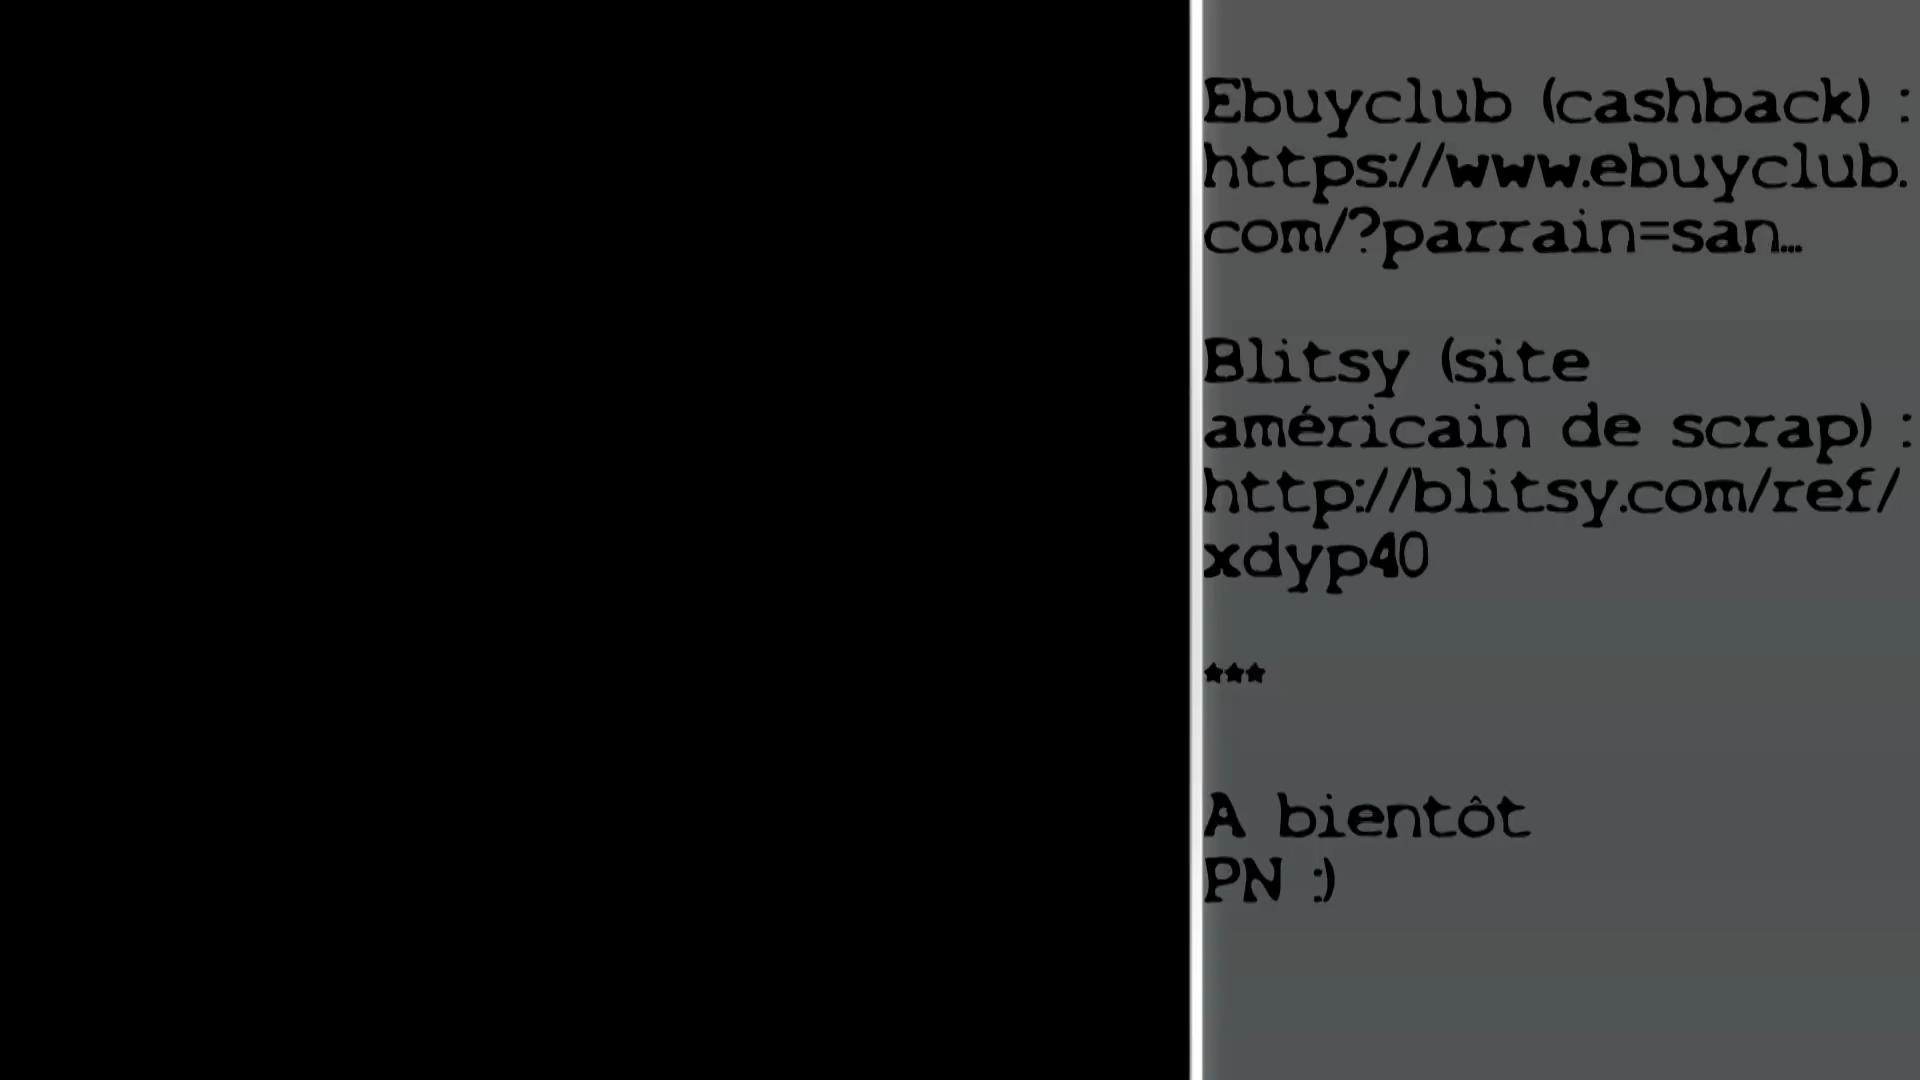 Ebuyclub (cashback) :
https://www.ebuyclub.
com/?parrain=san...
Blitsy (site
américain de scrap) :
http://blitsy.com/ref/
xdyp40
***
A bientôt
PN :)